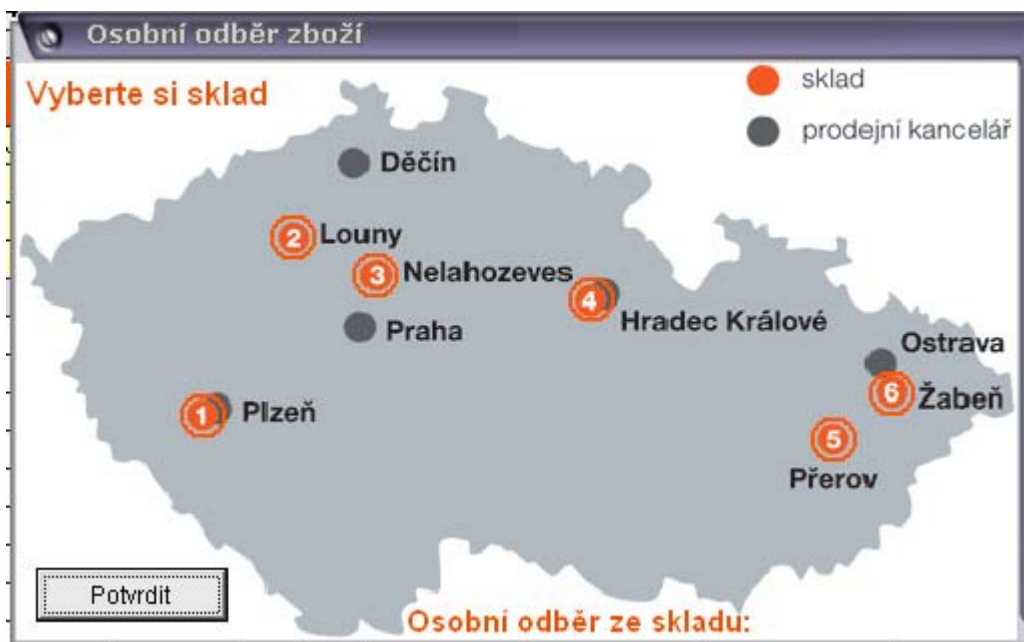 Osobní odběr zboží
Vyberte si sklad
sklad
prodejní kancelář
Děčín
2 Louny
3 Nelahozeves
4 Hradec Králové
Praha
Ostrava
6 Žabeň
1 Plzeň
5 Přerov
Potvrdit
Osobní odběr ze skladu: